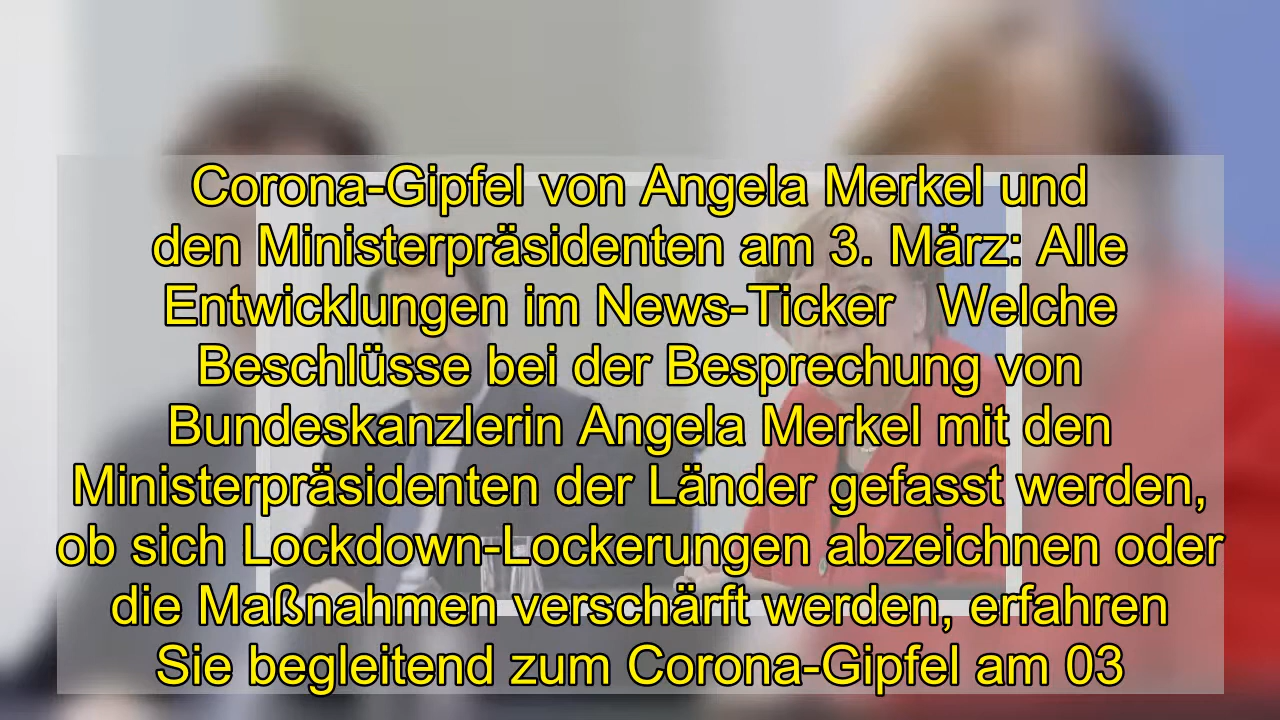 Corona-Gipfel von Angela Merkel und
den Ministerpräsidenten am 3. März: Alle
Entwicklungen im News-Ticker   Welche
Beschlüsse bei der Besprechung von
Bundeskanzlerin Angela Merkel mit den
Ministerpräsidenten der Länder gefasst werden,
ob sich Lockdown-Lockerungen abzeichnen oder
die Maßnahmen verschärft werden, erfahren
Sie begleitend zum Corona-Gipfel am 03